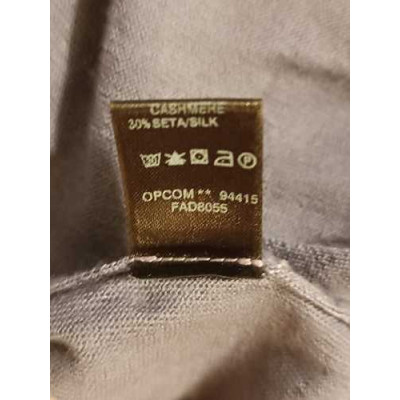 CASHMERE
30% SETA/SILK
P
OPCOM ** 94415
FAD8055